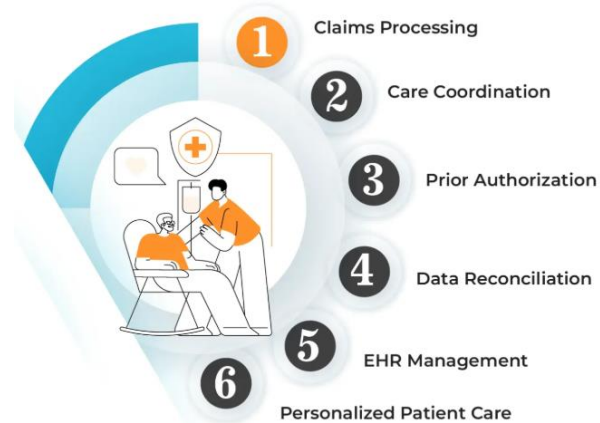 1 Claims Processing
2 Care Coordination
3 Prior Authorization
4 Data Reconciliation
5 EHR Management
6 Personalized Patient Care